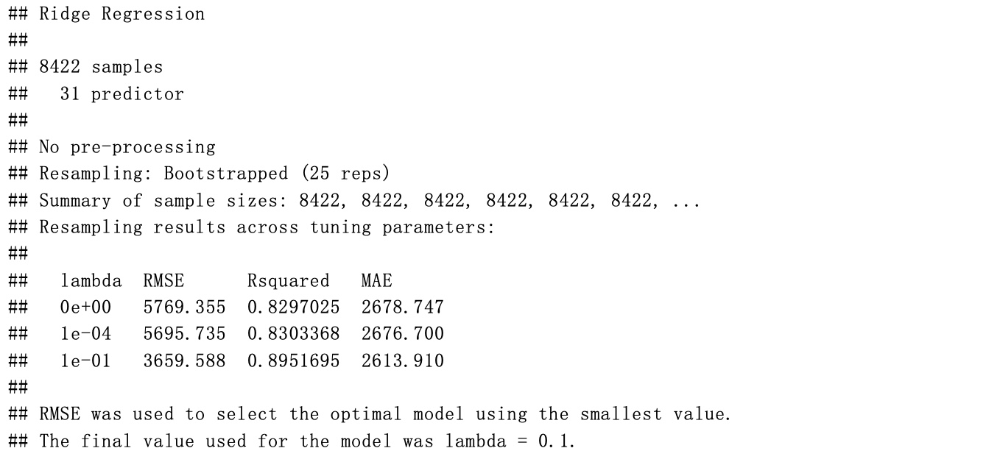 ## Ridge Regression
##
## 8422 samples
##   31 predictor
##
## No pre-processing
## Resampling: Bootstrapped (25 reps)
## Summary of sample sizes: 8422, 8422, 8422, 8422, 8422, 8422, ...
## Resampling results across tuning parameters:
##
##   lambda  RMSE      Rsquared   MAE
##   0e+00   5769.355  0.8297025  2678.747
##   1e-04   5695.735  0.8303368  2676.700
##   1e-01   3659.588  0.8951695  2613.910
##
## RMSE was used to select the optimal model using the smallest value.
## The final value used for the model was lambda = 0.1.